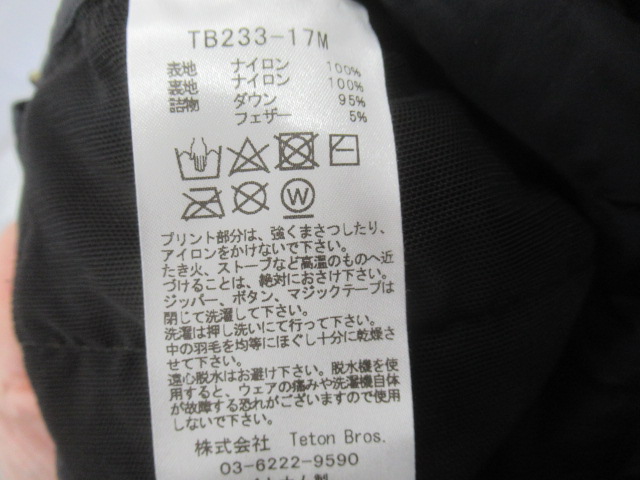 TB233-17M
表地 ナイロン 100%
裏地 ナイロン 100%
詰物 ダウン 95%
フェザー 5%
W
プリント部分は、強くまさつしたり、
アイロンをかけないで下さい。
たき火、ストーブなど高温のものへ近
づけることは、絶対におさけ下さい。
ジッパー、ボタン、マジックテープは
閉じて洗濯して下さい。
洗濯は押し洗いにて行って下さい。
中の羽毛を均等にほぐし十分に乾燥さ
せて下さい。
遠心脱水はお避け下さい。脱水機を使
用すると、ウェアの痛みや洗濯機自体
が故障する恐れがございますので使用
しないで下さい。
株式会社 Teton Bros.
03-6222-9590